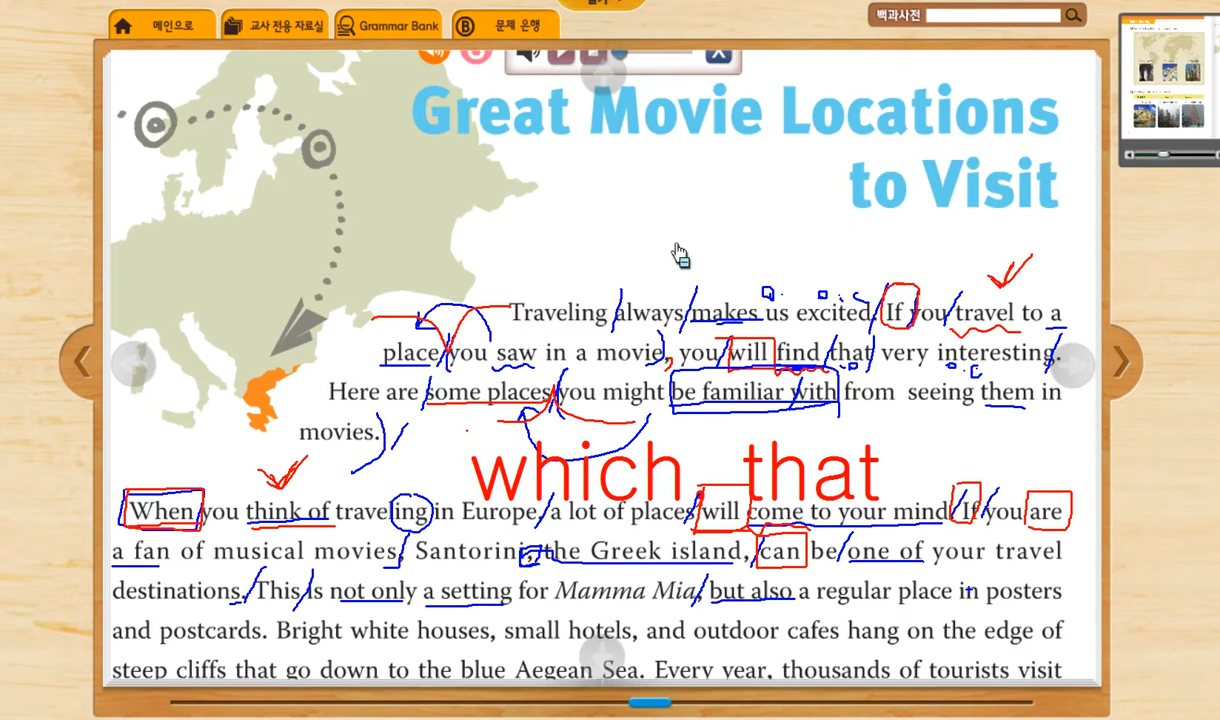 메인으로 교사 전용 자료실 Grammar Bank B 문제 은행 백과사전
Great Movie Locations
to Visit
Traveling always makes us excited. If you travel to a
place you saw in a movie, you will find that very interesting.
Here are some places you might be familiar with from seeing them in
movies.
which, that
When you think of traveling in Europe, a lot of places will come to your mind. If you are
a fan of musical movies, Santorini, the Greek island, can be one of your travel
destinations. This is not only a setting for Mamma Mia, but also a regular place in posters
and postcards. Bright white houses, small hotels, and outdoor cafes hang on the edge of
steep cliffs that go down to the blue Aegean Sea. Every year, thousands of tourists visit